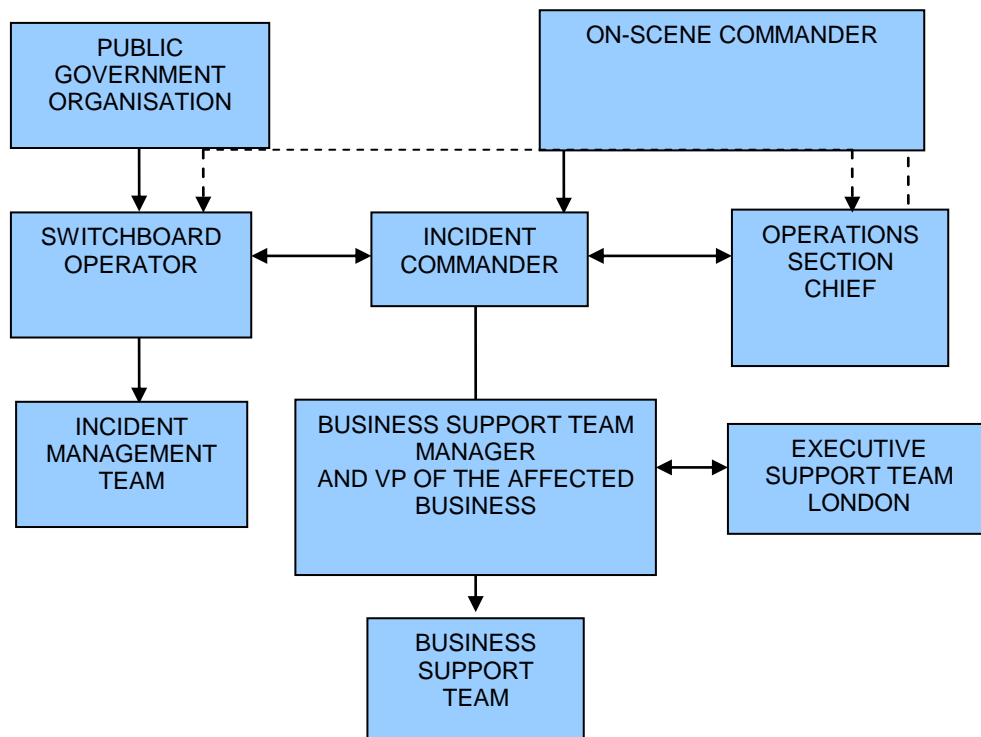 PUBLIC
GOVERNMENT
ORGANISATION
ON-SCENE COMMANDER
SWITCHBOARD
OPERATOR
INCIDENT
COMMANDER
OPERATIONS
SECTION
CHIEF
INCIDENT
MANAGEMENT
TEAM
BUSINESS SUPPORT TEAM
MANAGER
AND VP OF THE AFFECTED
BUSINESS
EXECUTIVE
SUPPORT TEAM
LONDON
BUSINESS
SUPPORT
TEAM